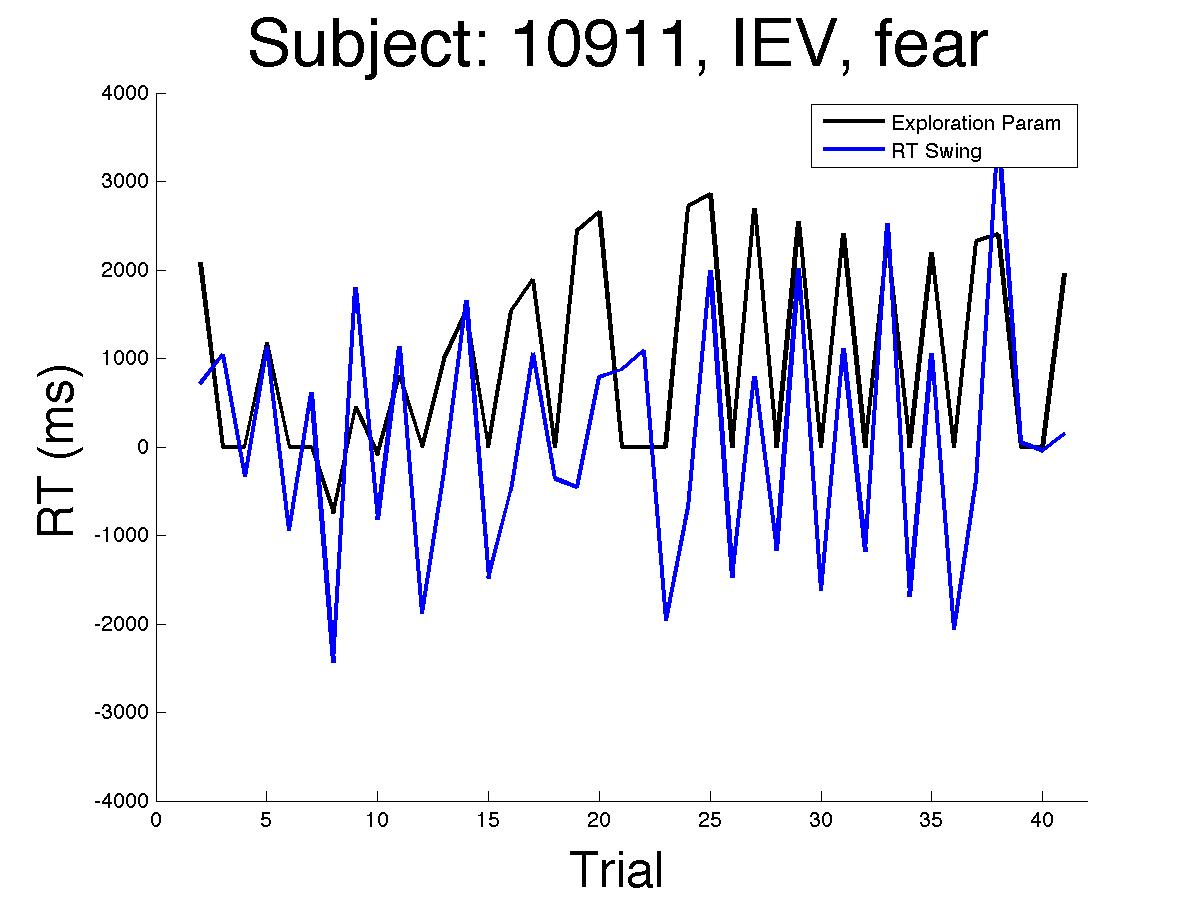 Subject: 10911, IEV, fear
4000
3000
2000
1000
0
-1000
-2000
-3000
-4000
RT (ms)
Exploration Param
RT Swing
0 5 10 15 20 25 30 35 40
Trial